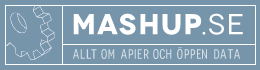 MASHUP.SE
ALLT OM APIER OCH ÖPPEN DATA